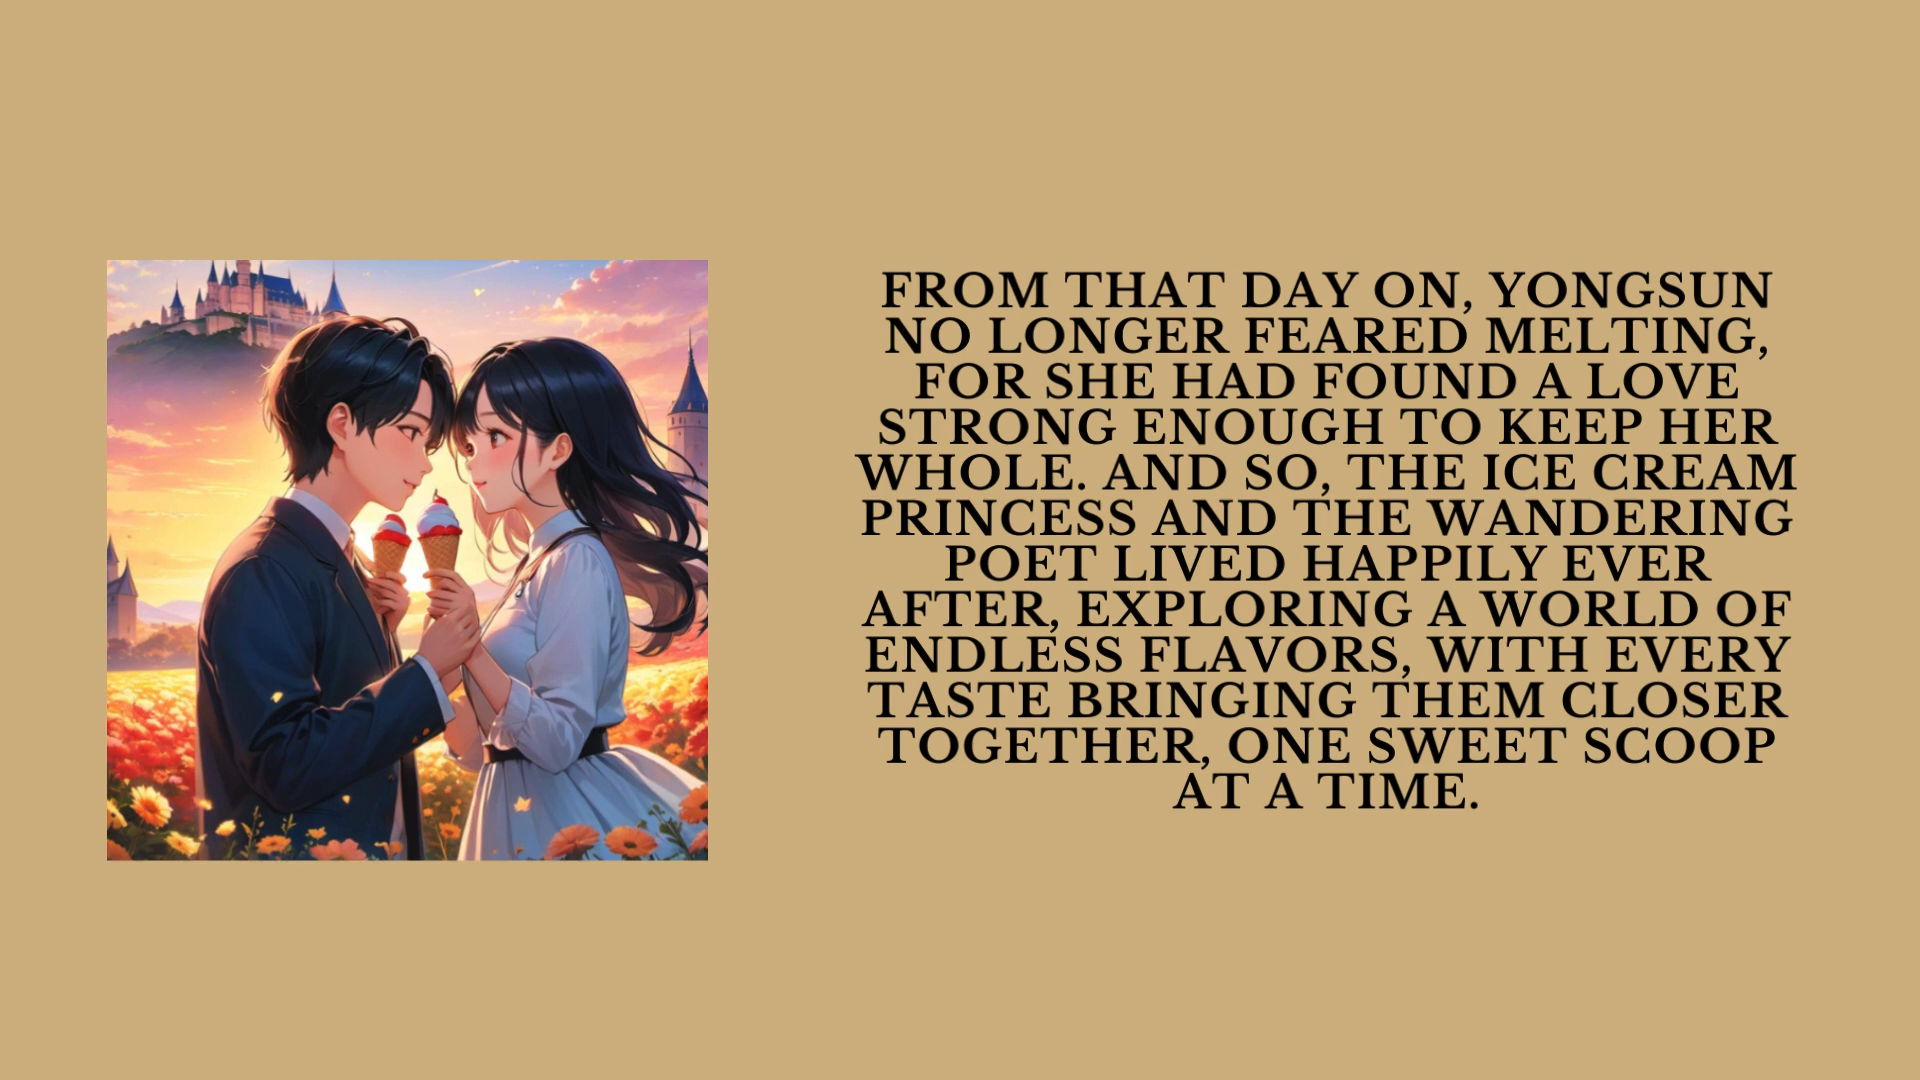 FROM THAT DAY ON, YONGSUN
NO LONGER FEARED MELTING,
FOR SHE HAD FOUND A LOVE
STRONG ENOUGH TO KEEP HER
WHOLE. AND SO, THE ICE CREAM
PRINCESS AND THE WANDERING
POET LIVED HAPPILY EVER
AFTER, EXPLORING A WORLD OF
ENDLESS FLAVORS, WITH EVERY
TASTE BRINGING THEM CLOSER
TOGETHER, ONE SWEET SCOOP
AT A TIME.